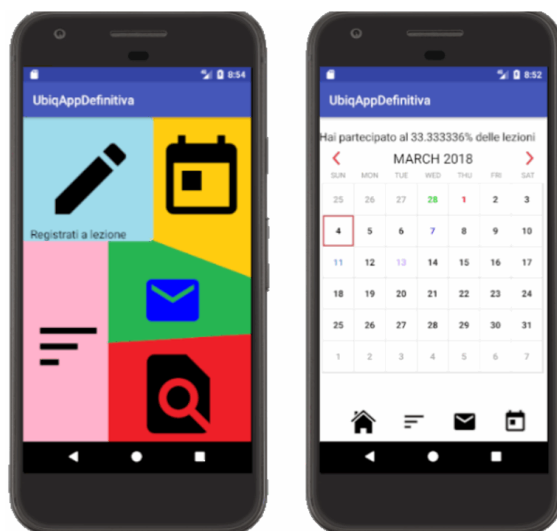 8:54
UbiqAppDefinitiva
Registrati a lezione
8:52
UbiqAppDefinitiva
Hai partecipato al 33.333336% delle lezioni
MARCH 2018
SUN MON TUE WED THU FRI SAT
25 26 27 28 1 2 3
4 5 6 7 8 9 10
11 12 13 14 15 16 17
18 19 20 21 22 23 24
25 26 27 28 29 30 31
1 2 3 4 5 6 7